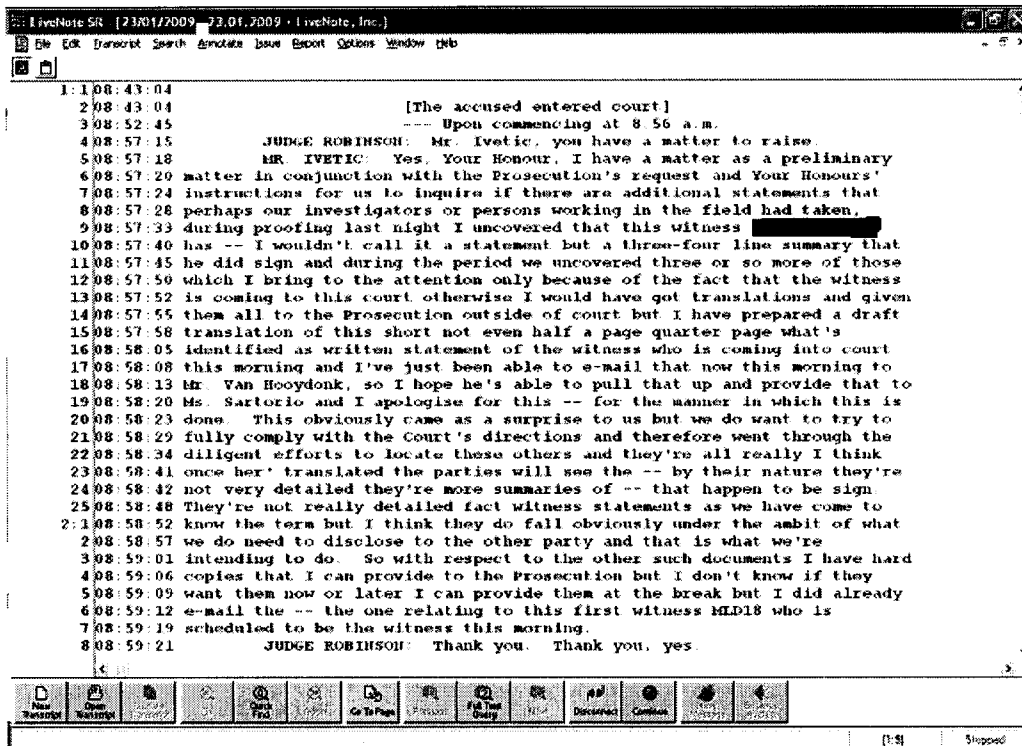 LiveNote SR - [23/01/2009 - 23.01.2009 - LiveNote, Inc.]
File Edit Transcript Search Annotate Issue Report Options Window Help
1:1 08:43:04
2 08:43:04 [The accused entered court]
3 08:52:45 --- Upon commencing at 8.56 a.m.
4 08:57:15 JUDGE ROBINSON: Mr. Ivetic, you have a matter to raise.
5 08:57:18 MR. IVETIC: Yes, Your Honour, I have a matter as a preliminary
6 08:57:20 matter in conjunction with the Prosecution's request and Your Honours'
7 08:57:24 instructions for us to inquire if there are additional statements that
8 08:57:28 perhaps our investigators or persons working in the field had taken,
9 08:57:33 during proofing last night I uncovered that this witness
10 08:57:40 has -- I wouldn't call it a statement but a three-four line summary that
11 08:57:45 he did sign and during the period we uncovered three or so more of those
12 08:57:50 which I bring to the attention only because of the fact that the witness
13 08:57:52 is coming to this court otherwise I would have got translations and given
14 08:57:55 them all to the Prosecution outside of court but I have prepared a draft
15 08:57:58 translation of this short not even half a page quarter page what's
16 08:58:05 identified as written statement of the witness who is coming into court
17 08:58:08 this morning and I've just been able to e-mail that now this morning to
18 08:58:13 Mr. Van Hooydonk, so I hope he's able to pull that up and provide that to
19 08:58:20 Ms. Sartorio and I apologise for this -- for the manner in which this is
20 08:58:23 done. This obviously came as a surprise to us but we do want to try to
21 08:58:29 fully comply with the Court's directions and therefore went through the
22 08:58:34 diligent efforts to locate these others and they're all really I think
23 08:58:41 once her' translated the parties will see the -- by their nature they're
24 08:58:42 not very detailed they're more summaries of -- that happen to be sign.
25 08:58:48 They're not really detailed fact witness statements as we have come to
2:1 08:58:52 know the term but I think they do fall obviously under the ambit of what
2 08:58:57 we do need to disclose to the other party and that is what we're
3 08:59:01 intending to do. So with respect to the other such documents I have hard
4 08:59:06 copies that I can provide to the Prosecution but I don't know if they
5 08:59:09 want them now or later I can provide them at the break but I did already
6 08:59:12 e-mail the -- the one relating to this first witness MLD18 who is
7 08:59:19 scheduled to be the witness this morning.
8 08:59:21 JUDGE ROBINSON: Thank you. Thank you, yes.
New Transcript Open Transcript Quick Find Go To Page Full Text Query Disconnect Continue
[1:5] Stopped